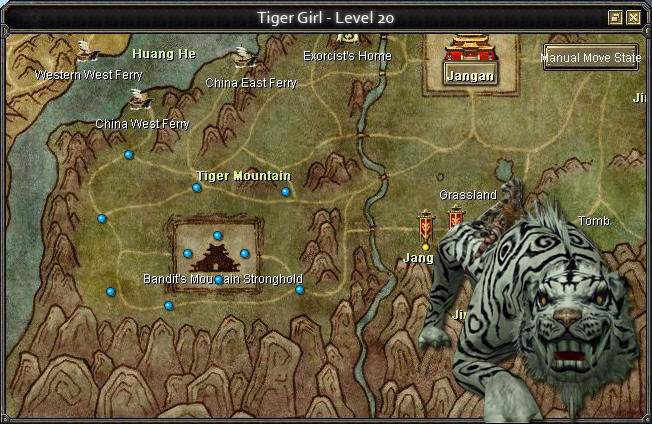 Tiger Girl - Level 20
Huang He
Exorcist's Home
Manual Move State
Western West Ferry
China East Ferry
Jangan
China West Ferry
Tiger Mountain
Grassland
Tomb
Jang
Bandit's Mountain Stronghold